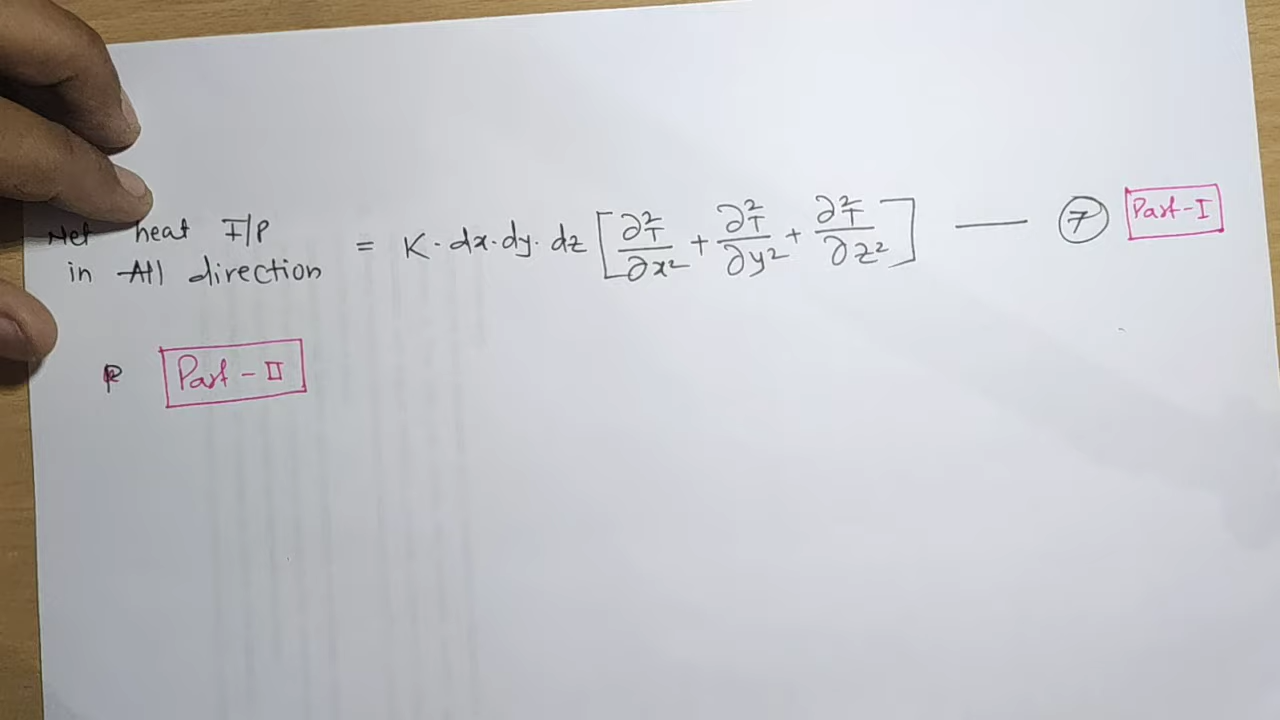 Net heat I/P in All direction = K·dx·dy·dz [∂²T/∂x² + ∂²T/∂y² + ∂²T/∂z²] —— ⑦ Part-I
Part-II